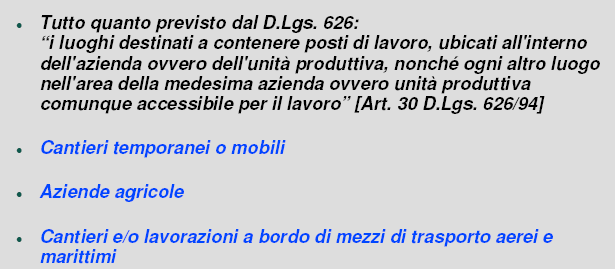 • Tutto quanto previsto dal D.Lgs. 626:
“i luoghi destinati a contenere posti di lavoro, ubicati all'interno
dell'azienda ovvero dell'unità produttiva, nonché ogni altro luogo
nell'area della medesima azienda ovvero unità produttiva
comunque accessibile per il lavoro” [Art. 30 D.Lgs. 626/94]
• Cantieri temporanei o mobili
• Aziende agricole
• Cantieri e/o lavorazioni a bordo di mezzi di trasporto aerei e
marittimi